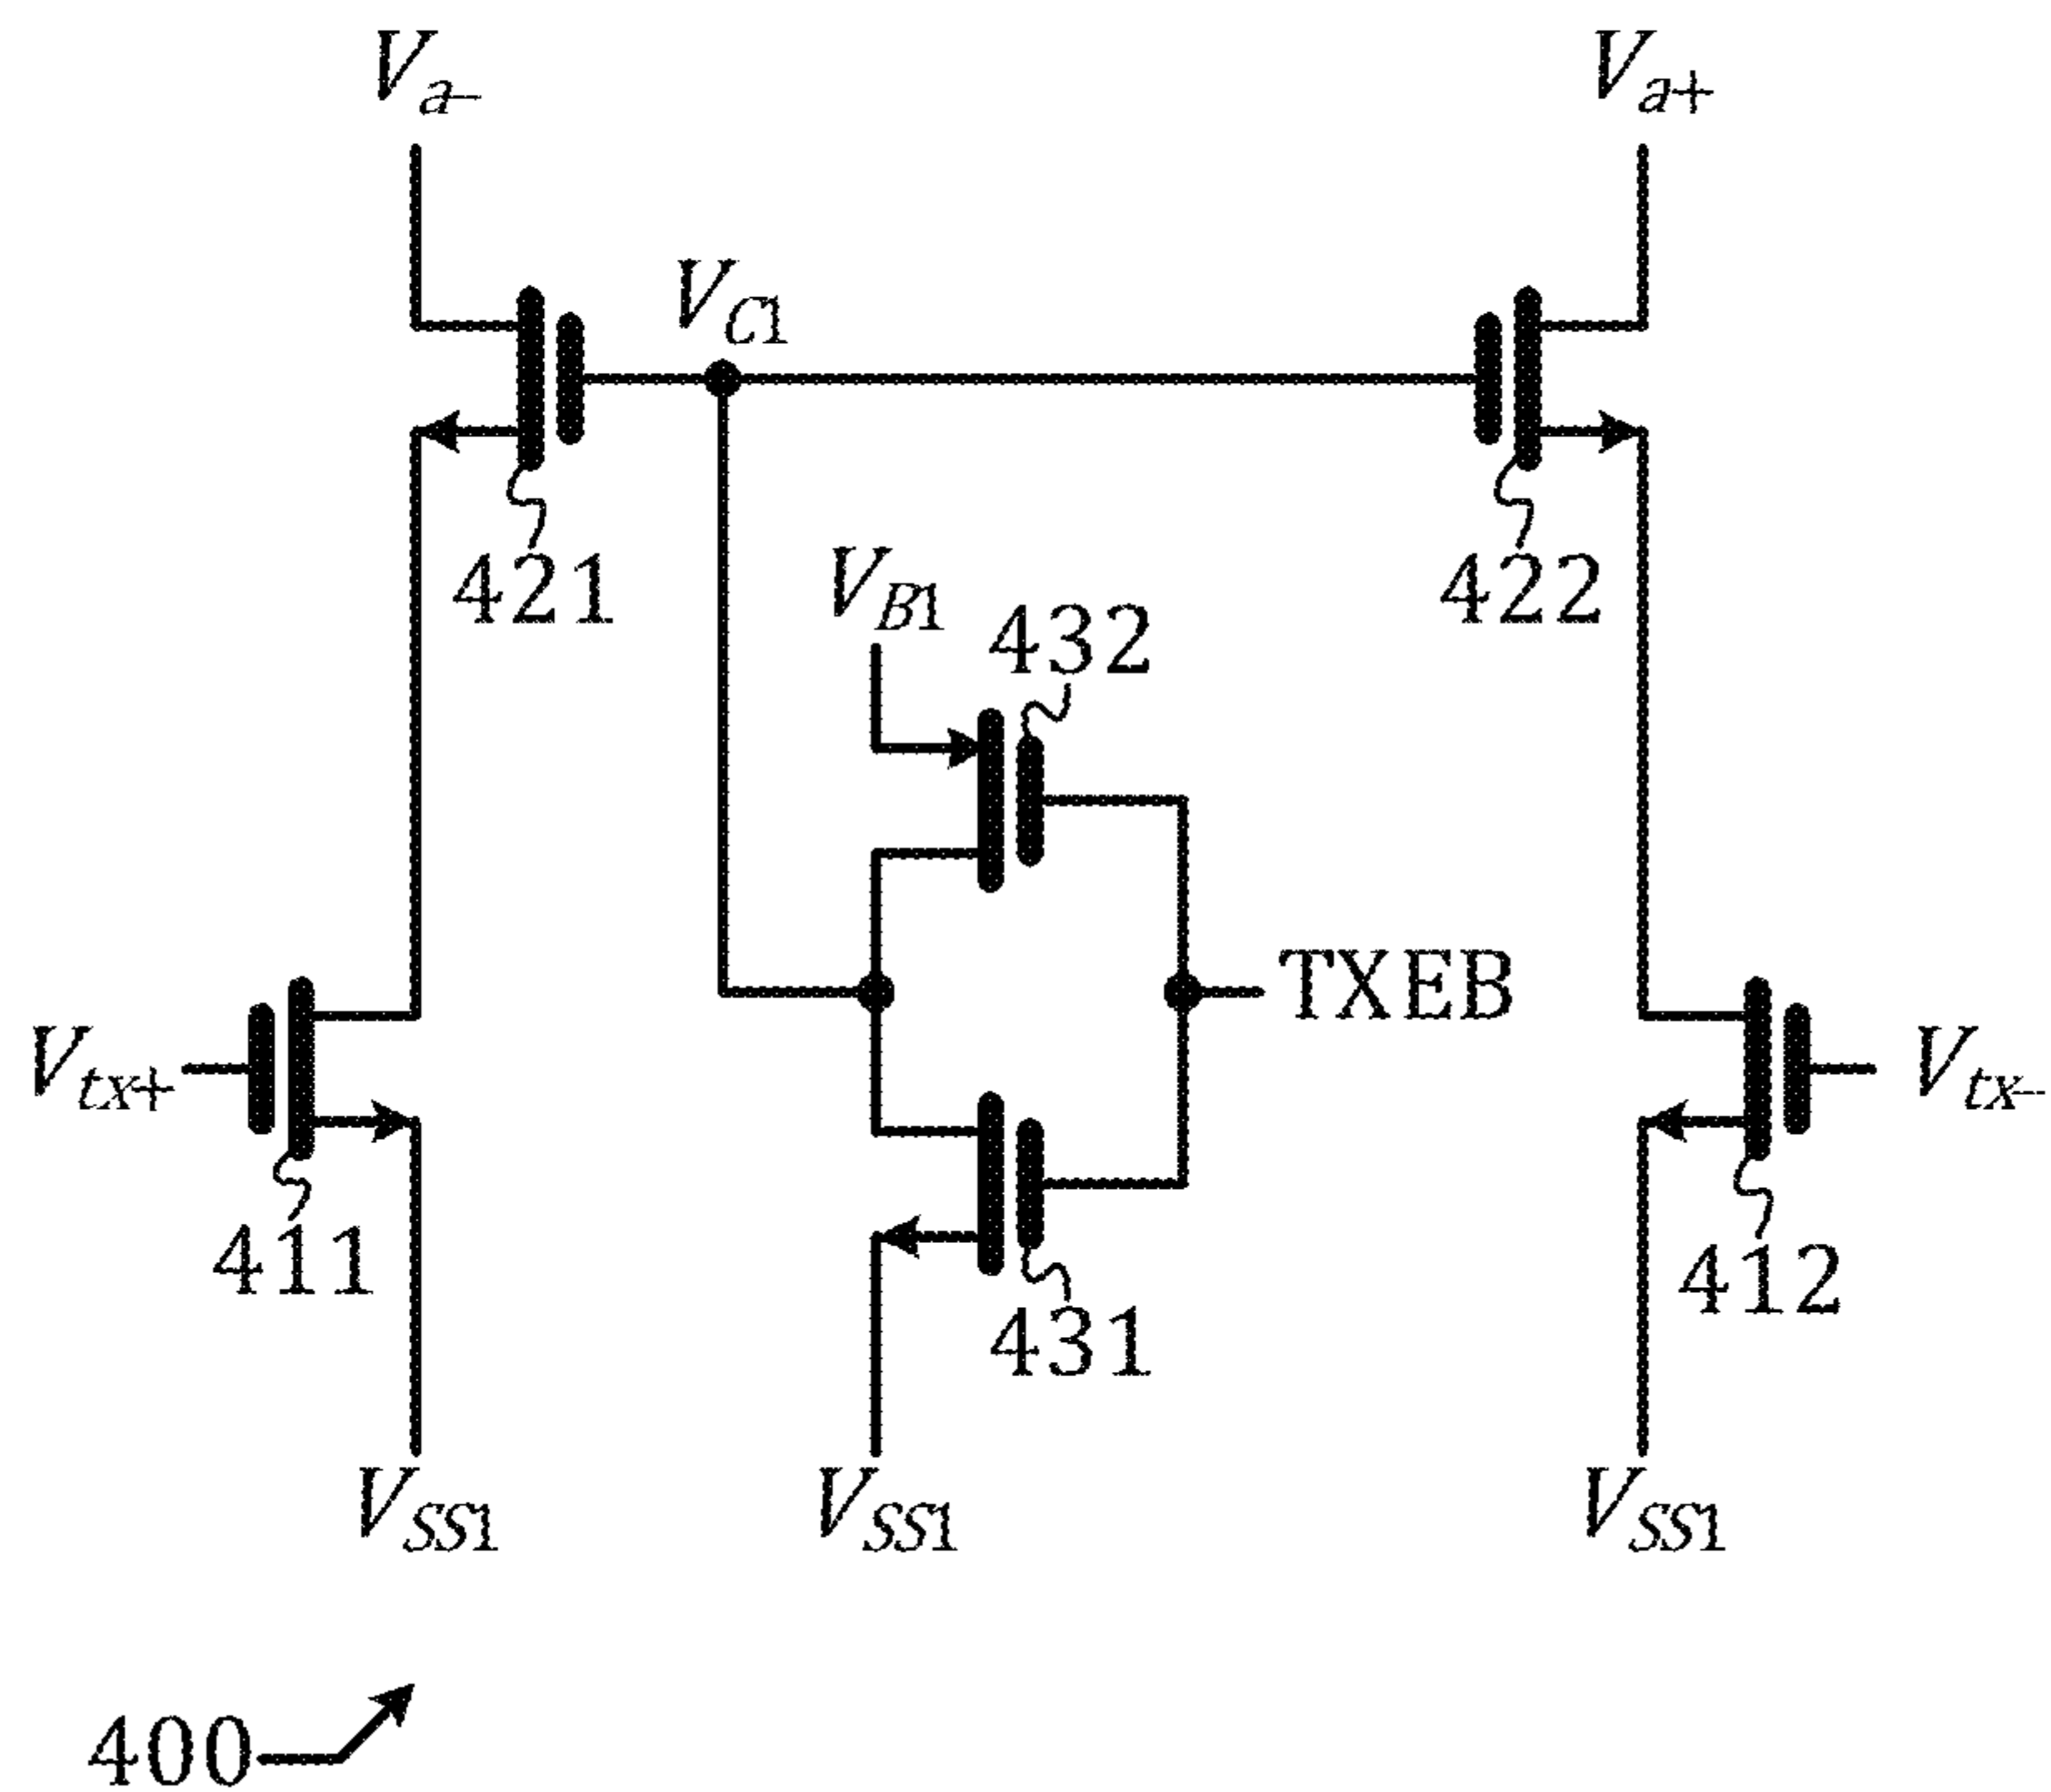 Va−
Va+
VC1
421
422
VB1
432
TXEB
Vtx+
Vtx−
411
412
431
VSS1
VSS1
VSS1
400